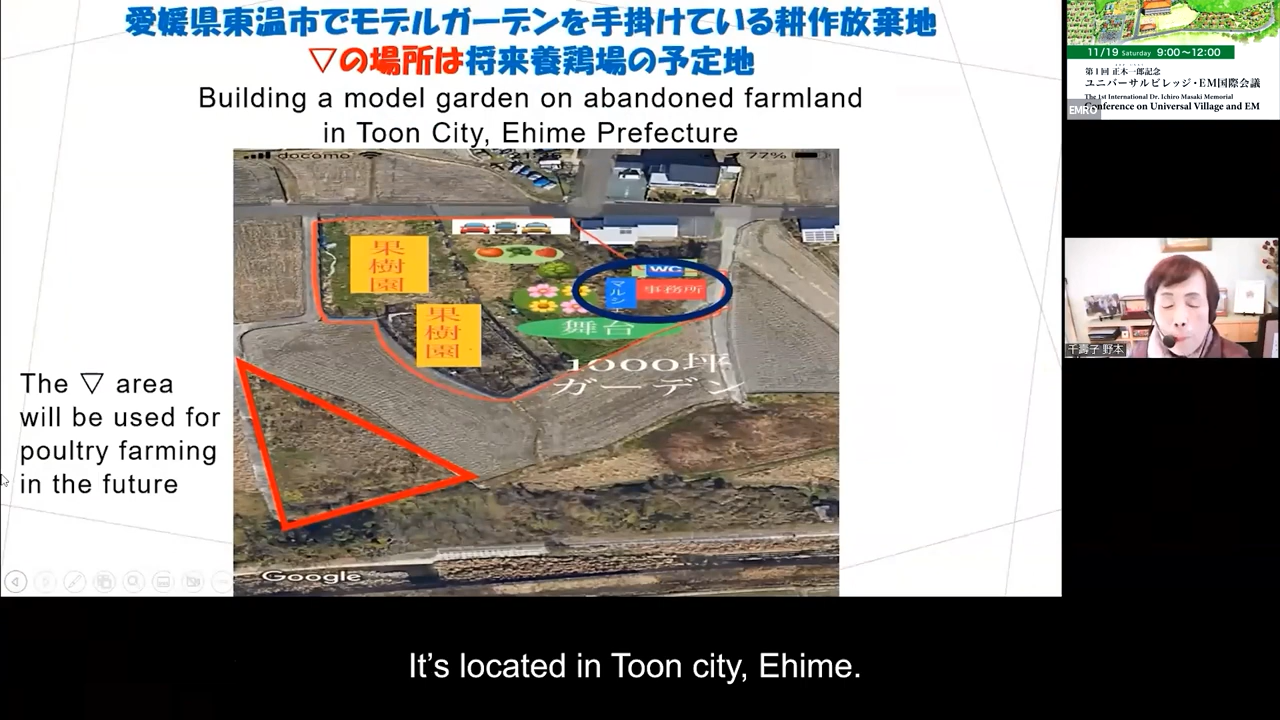 愛媛県東温市でモデルガーデンを手掛けている耕作放棄地
▽の場所は将来養鶏場の予定地
Building a model garden on abandoned farmland
in Toon City, Ehime Prefecture
docomo
77%
果樹園
果樹園
WC
マルシ
事務所
舞台
1000坪
ガーデン
The ▽ area
will be used for
poultry farming
in the future
Google
11/19 Saturday 9:00～12:00
第1回 正木一郎記念
ユニバーサルビレッジ・EM国際会議
The 1st International Dr. Ichiro Masaki Memorial
Conference on Universal Village and EM
EMRO
千壽子 野本
It's located in Toon city, Ehime.